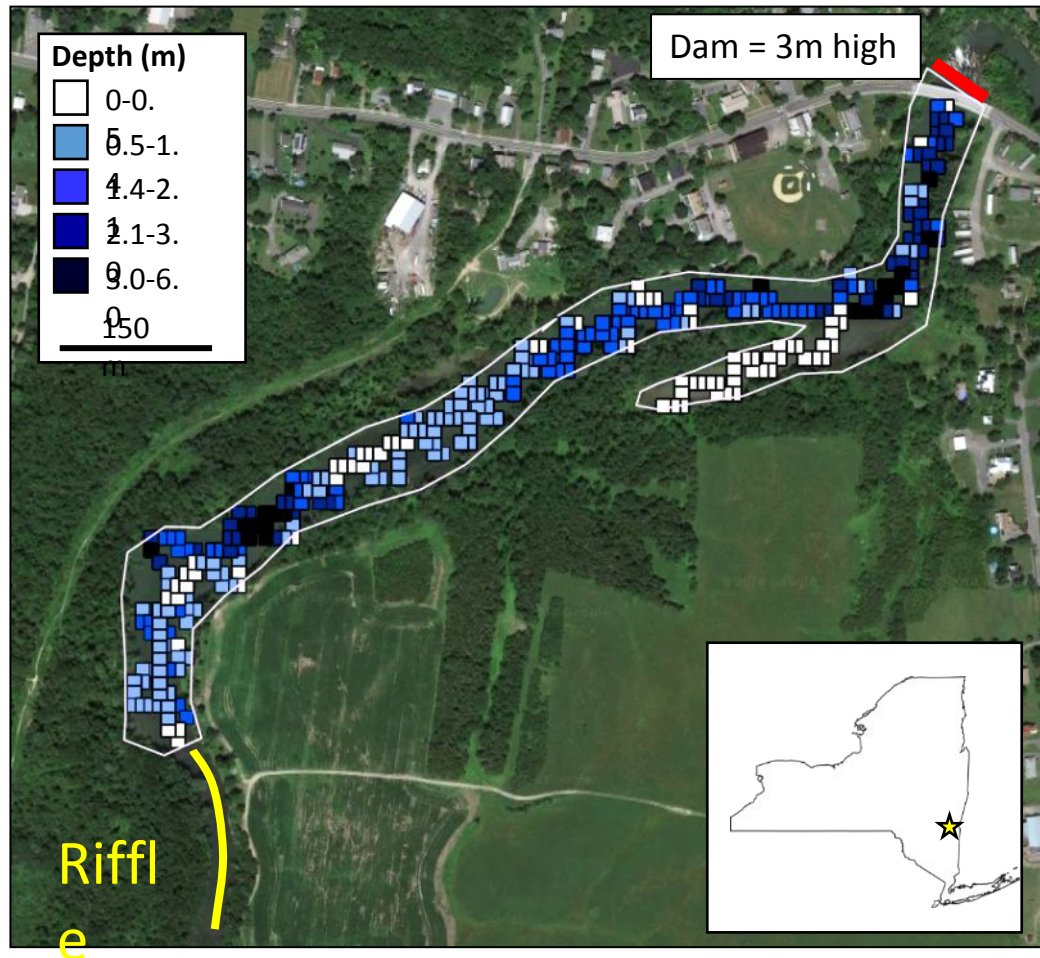 Dam = 3m high
Depth (m)
0-0.
5
0.5-1.
4
1.4-2.
1
2.1-3.
0
3.0-6.
0
150
m
Riffl
e